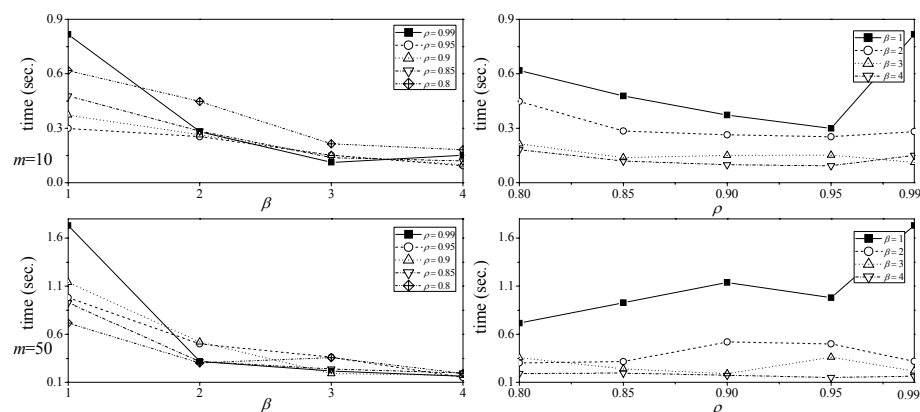 0.9
0.6
0.3
0.0
time (sec.)
m=10
1 2 3 4
β
ρ = 0.99
ρ = 0.95
ρ = 0.9
ρ = 0.85
ρ = 0.8
0.9
0.6
0.3
0.0
time (sec.)
0.80 0.85 0.90 0.95 0.99
ρ
β = 1
β = 2
β = 3
β = 4
1.6
1.1
0.6
0.1
time (sec.)
m=50
1 2 3 4
β
ρ = 0.99
ρ = 0.95
ρ = 0.9
ρ = 0.85
ρ = 0.8
1.6
1.1
0.6
0.1
time (sec.)
0.80 0.85 0.90 0.95 0.99
ρ
β = 1
β = 2
β = 3
β = 4